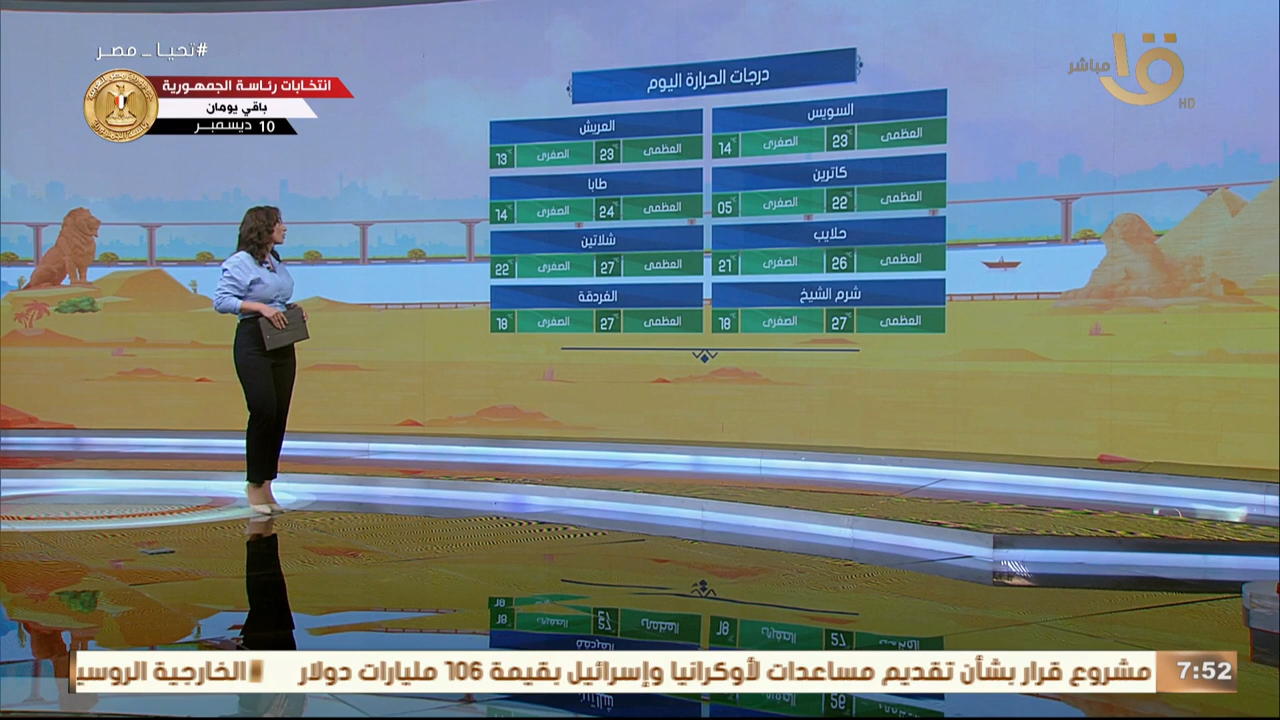 #تحيا_مصر
انتخابات رئاسة الجمهورية
باقي يومان
10 ديسمبر
مباشر
HD
درجات الحرارة اليوم
السويس
العظمى 23 الصغرى 14
العريش
العظمى 23 الصغرى 13
كاترين
العظمى 22 الصغرى 05
طابا
العظمى 24 الصغرى 14
حلايب
العظمى 26 الصغرى 21
شلاتين
العظمى 27 الصغرى 22
شرم الشيخ
العظمى 27 الصغرى 18
الغردقة
العظمى 27 الصغرى 18
7:52
مشروع قرار بشأن تقديم مساعدات لأوكرانيا وإسرائيل بقيمة 106 مليارات دولار الخارجية الروسي